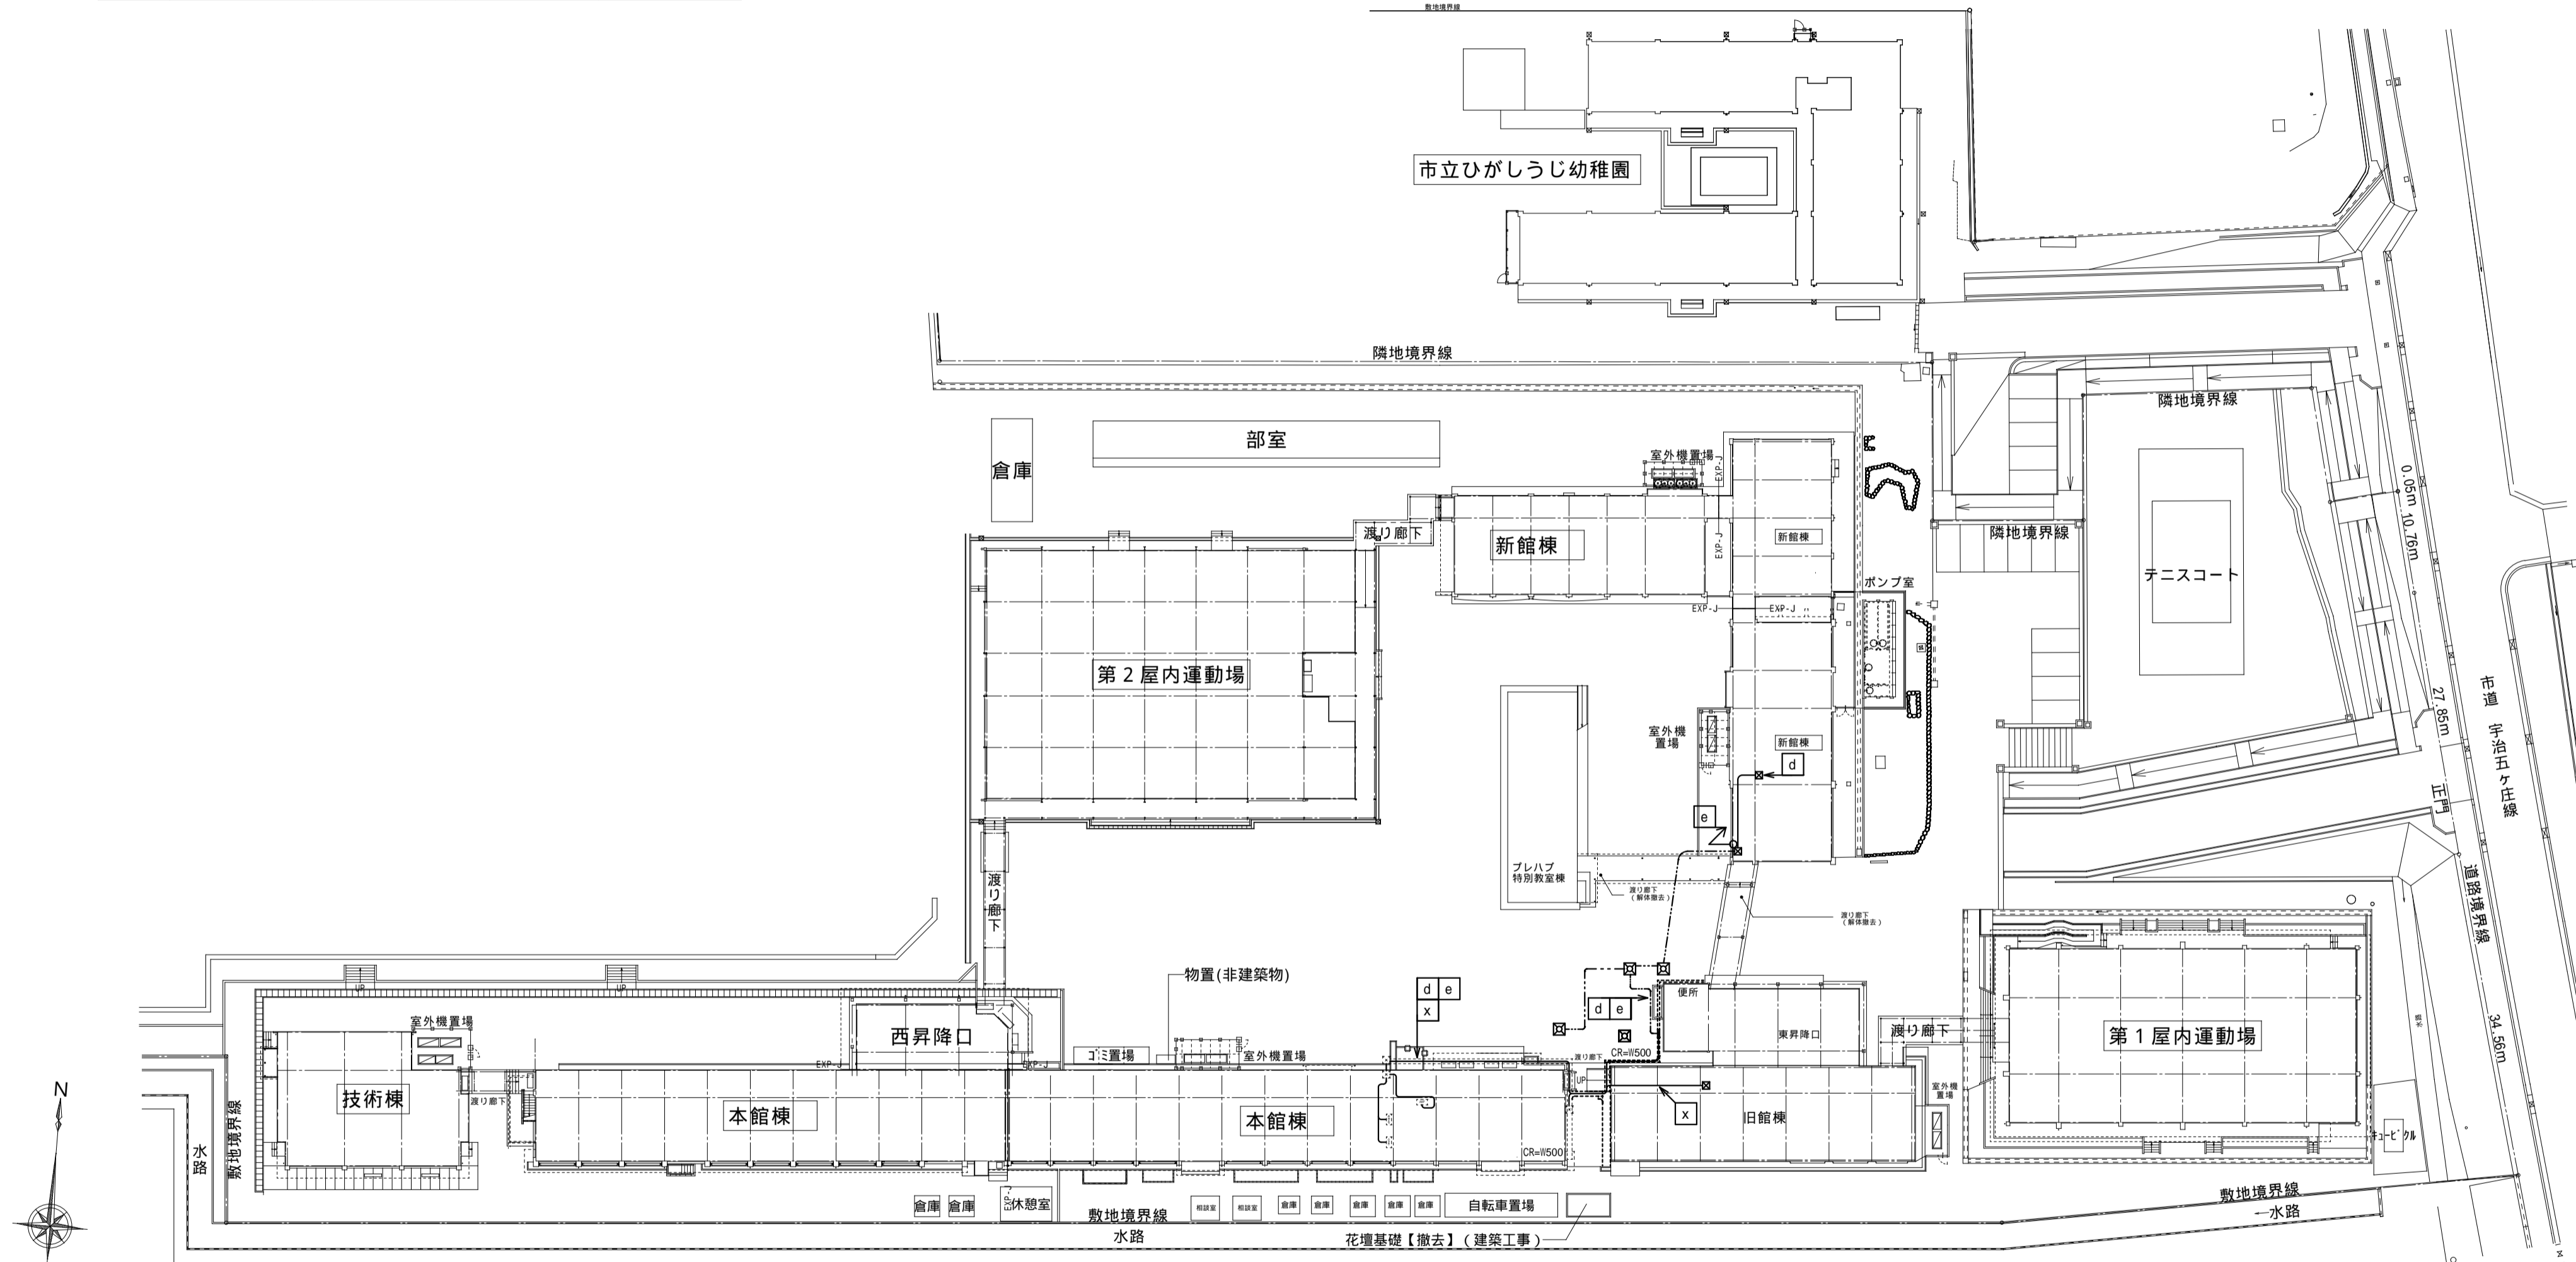 敷地境界線
市立ひがしうじ幼稚園
隣地境界線
隣地境界線
部室
倉庫
室外機置場
EXP-J
渡り廊下
新館棟
EXP-J
新館棟
隣地境界線
0.05m 10.76m
テニスコート
ポンプ室
EXP-J
EXP-J
第2屋内運動場
27.85m
市道 宇治五ヶ庄線
室外機
置場
新館棟
d
正門
e
プレハブ
特別教室棟
渡り廊下
(解体撤去)
渡り廊下
(解体撤去)
道路境界線
渡り廊下
物置(非建築物)
d e
x
d e
便所
UP
UP
室外機置場
西昇降口
ゴミ置場
室外機置場
渡り廊下
CR=W500
東昇降口
渡り廊下
第1屋内運動場
水路
34.56m
EXP-J
EXP-J
UP
N
技術棟
渡り廊下
本館棟
本館棟
x
旧館棟
室外機
置場
キュービクル
CR=W500
水路
敷地境界線
倉庫
倉庫
EXP-J
休憩室
相談室
相談室
倉庫
倉庫
倉庫
倉庫
倉庫
自転車置場
敷地境界線
水路
敷地境界線
水路
花壇基礎【撤去】(建築工事)